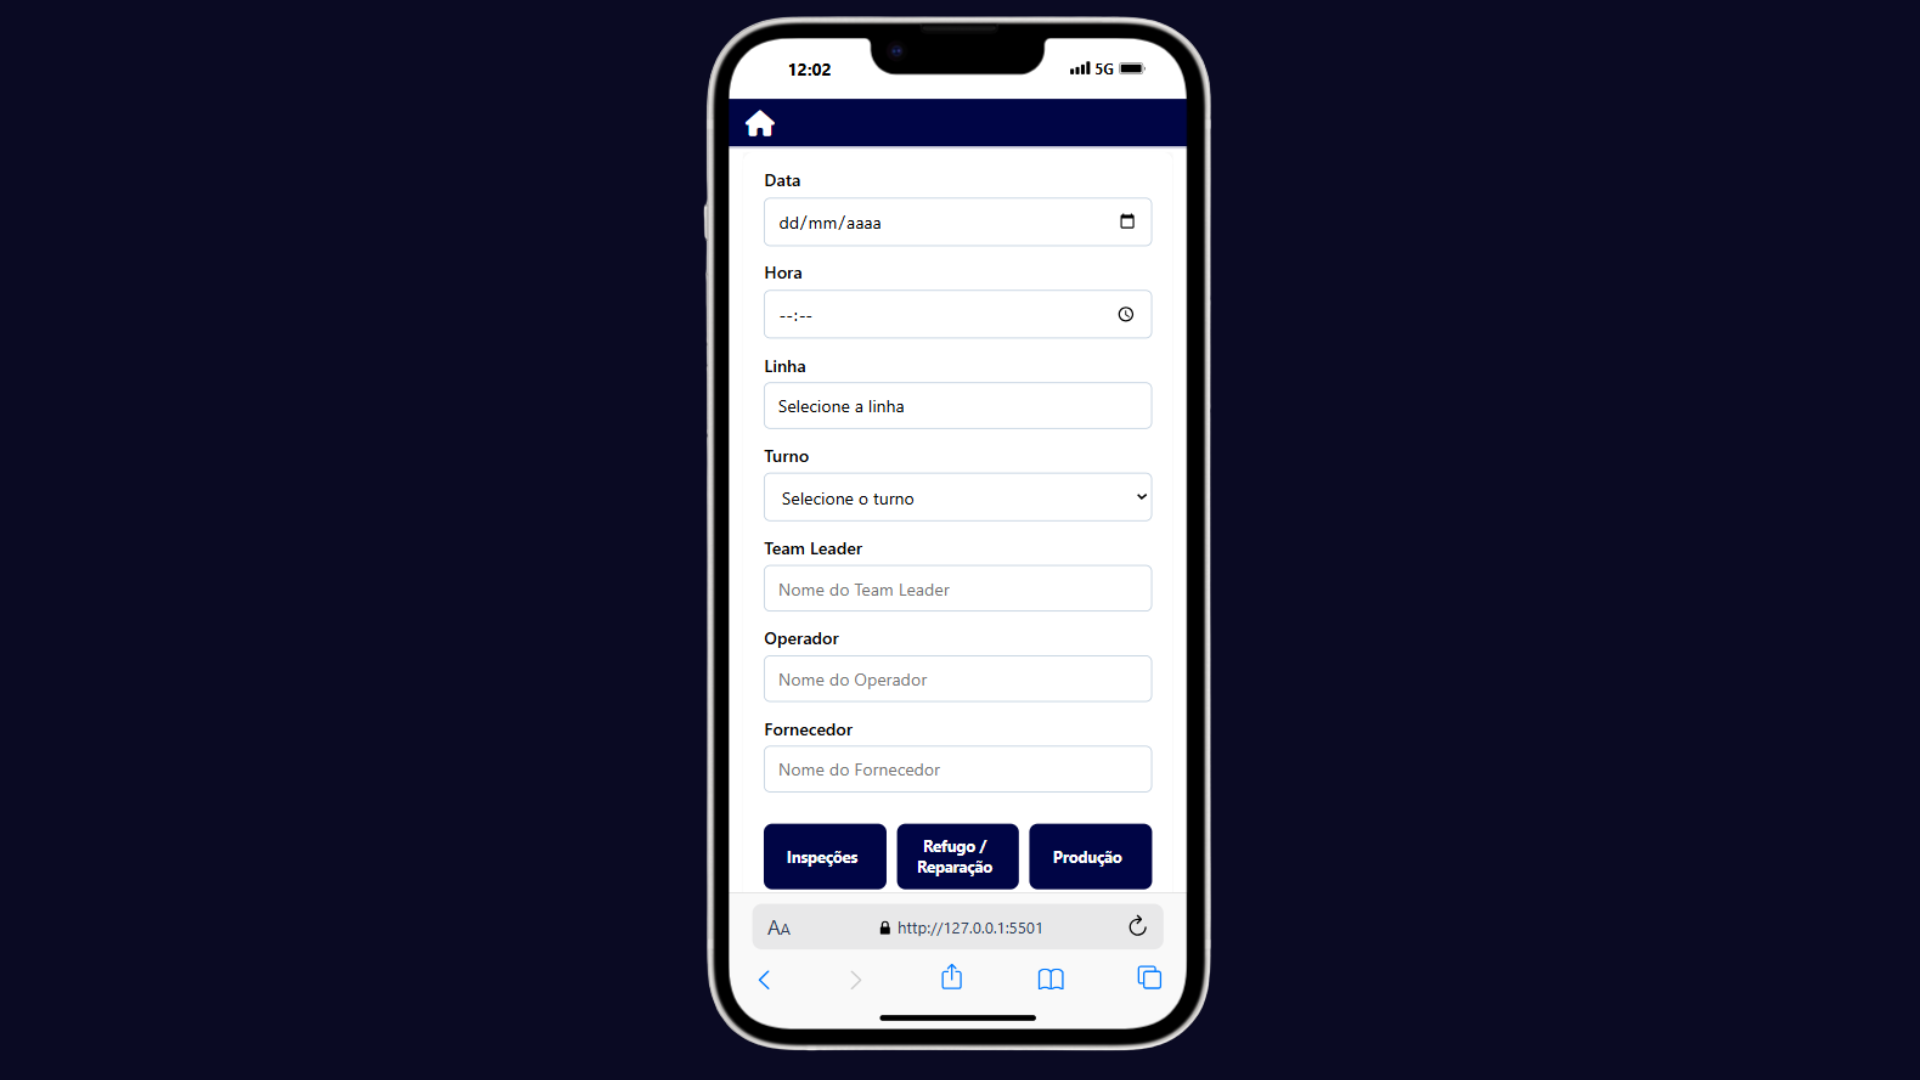 12:02
5G
Data
dd/mm/aaaa
Hora
--:--
Linha
Selecione a linha
Turno
Selecione o turno
Team Leader
Nome do Team Leader
Operador
Nome do Operador
Fornecedor
Nome do Fornecedor
Inspeções
Refugo /
Reparação
Produção
AA
http://127.0.0.1:5501